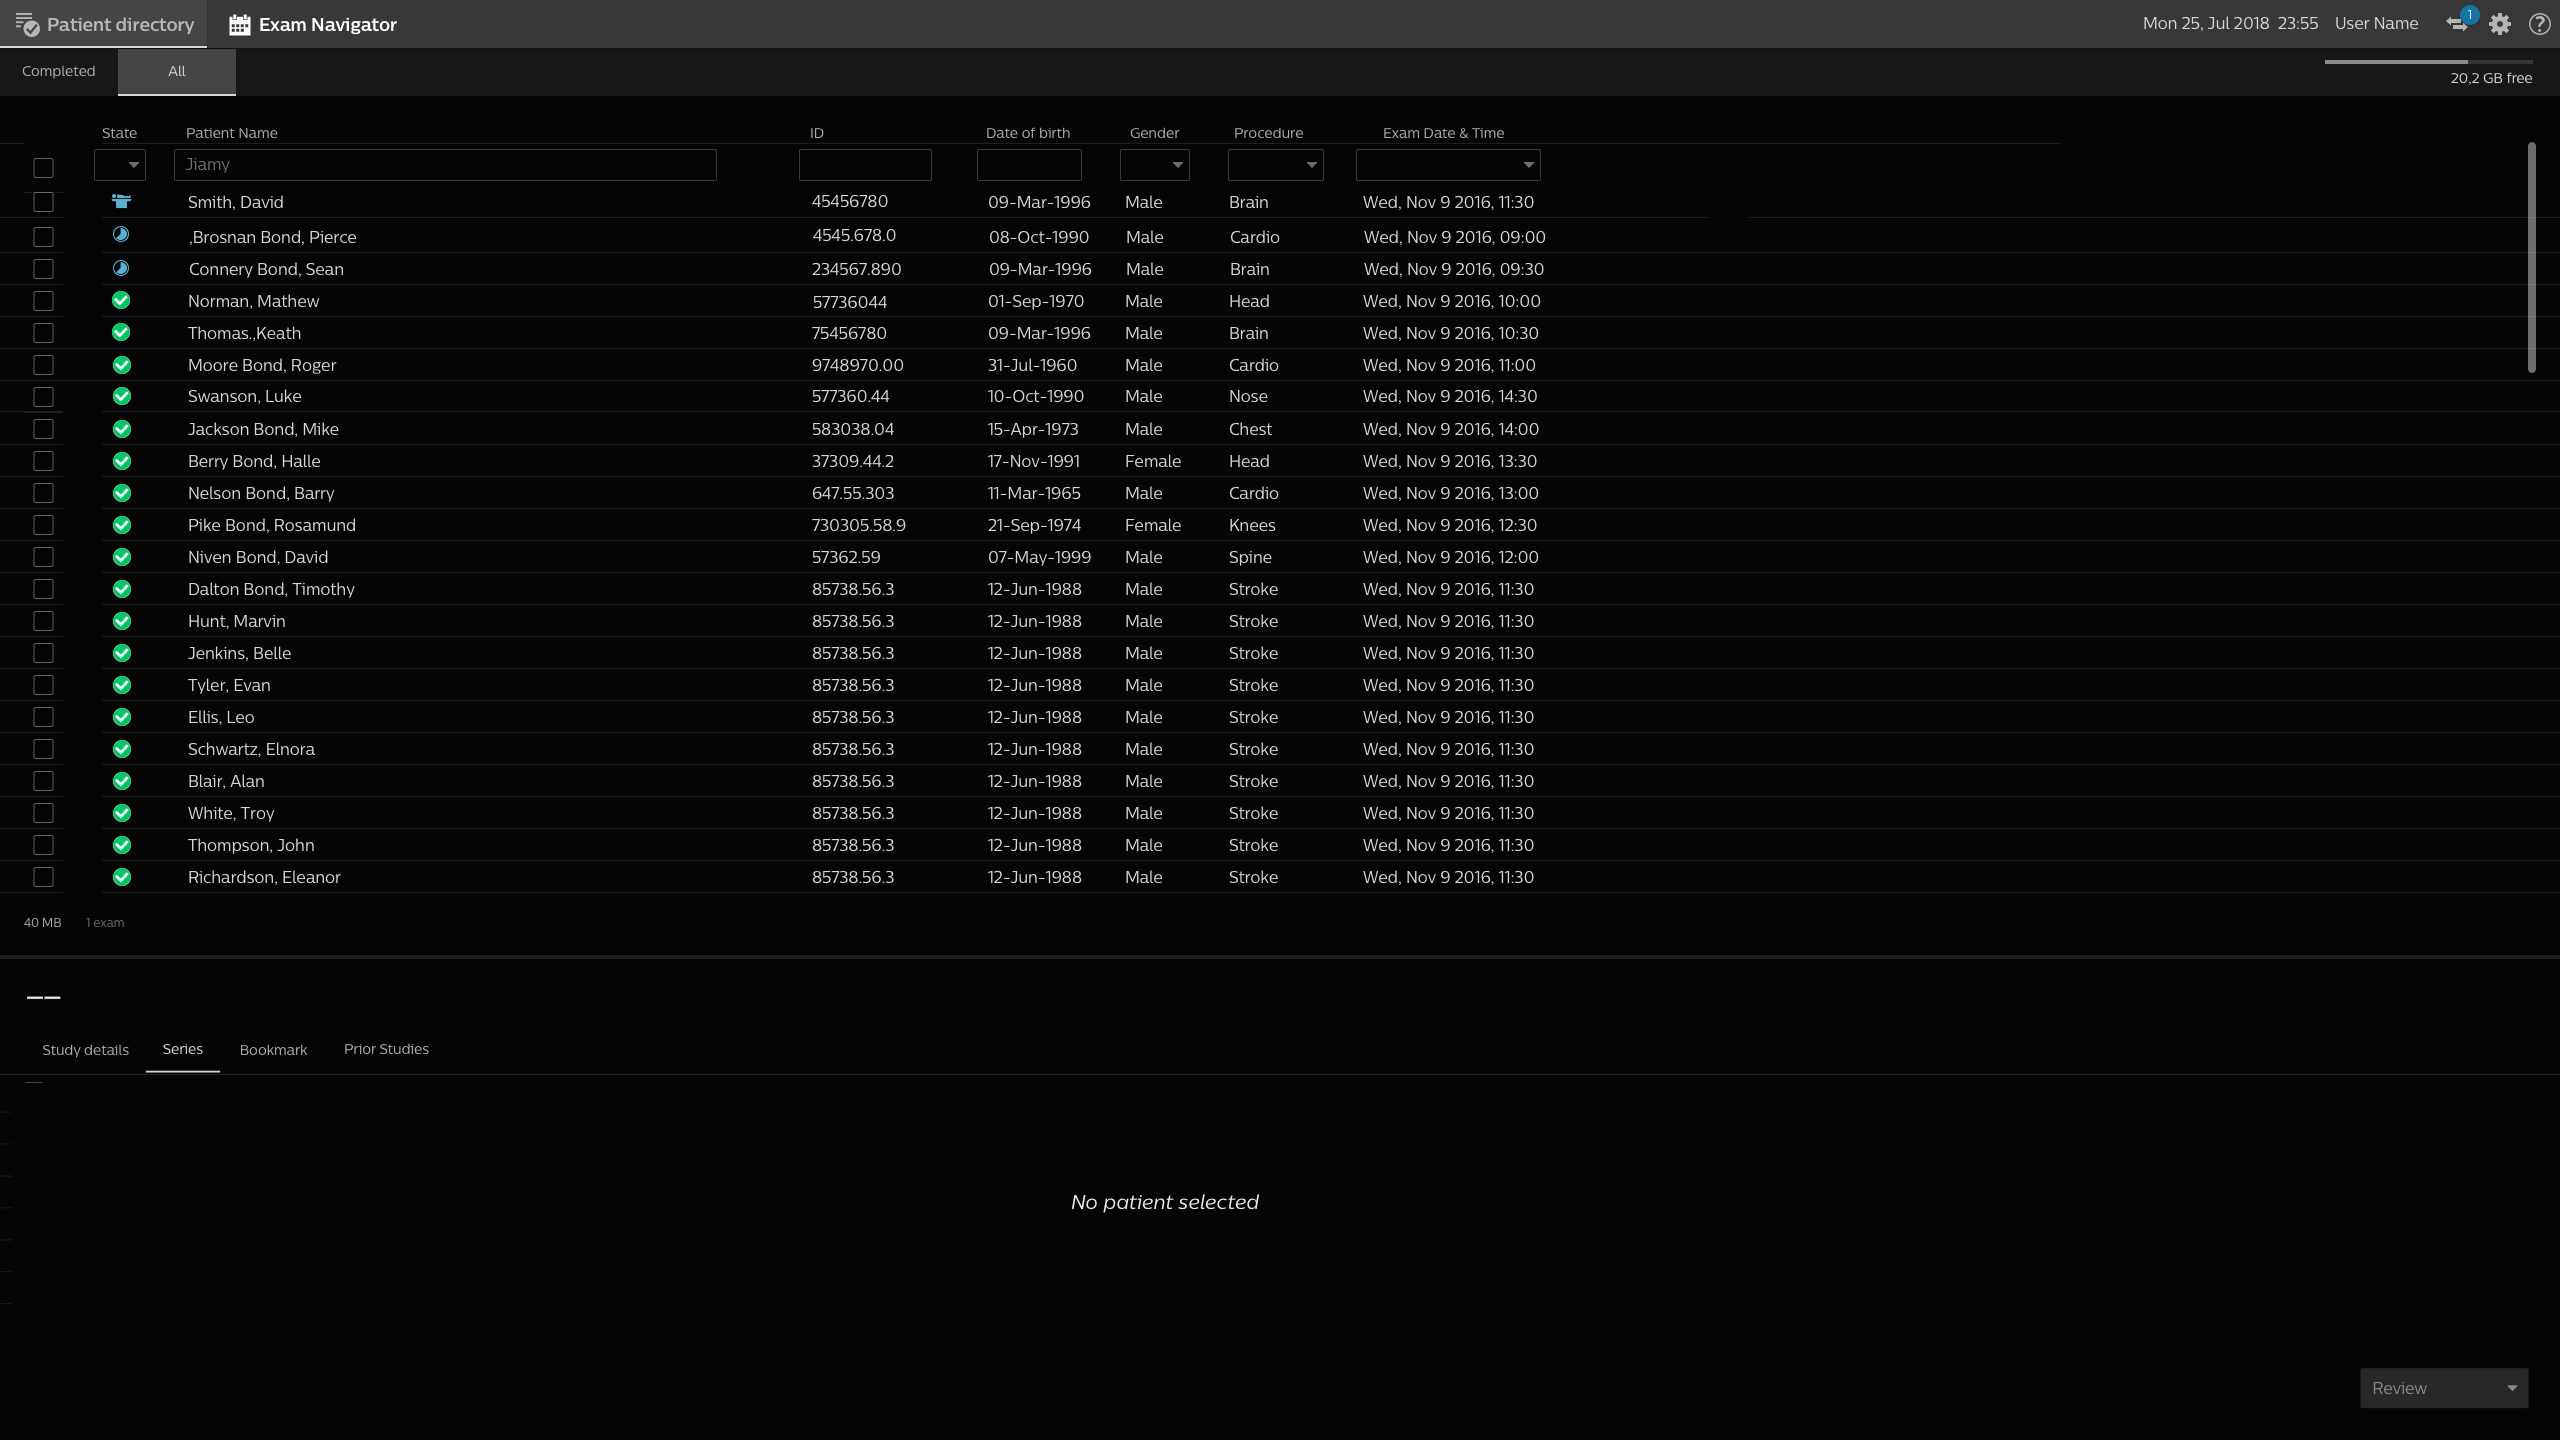 Patient directory Exam Navigator Mon 25, Jul 2018 23:55 User Name 1
Completed All 20,2 GB free
State Patient Name ID Date of birth Gender Procedure Exam Date & Time
Jiamy
Smith, David 45456780 09-Mar-1996 Male Brain Wed, Nov 9 2016, 11:30
,Brosnan Bond, Pierce 4545.678.0 08-Oct-1990 Male Cardio Wed, Nov 9 2016, 09:00
Connery Bond, Sean 234567.890 09-Mar-1996 Male Brain Wed, Nov 9 2016, 09:30
Norman, Mathew 57736044 01-Sep-1970 Male Head Wed, Nov 9 2016, 10:00
Thomas.,Keath 75456780 09-Mar-1996 Male Brain Wed, Nov 9 2016, 10:30
Moore Bond, Roger 9748970.00 31-Jul-1960 Male Cardio Wed, Nov 9 2016, 11:00
Swanson, Luke 577360.44 10-Oct-1990 Male Nose Wed, Nov 9 2016, 14:30
Jackson Bond, Mike 583038.04 15-Apr-1973 Male Chest Wed, Nov 9 2016, 14:00
Berry Bond, Halle 37309.44.2 17-Nov-1991 Female Head Wed, Nov 9 2016, 13:30
Nelson Bond, Barry 647.55.303 11-Mar-1965 Male Cardio Wed, Nov 9 2016, 13:00
Pike Bond, Rosamund 730305.58.9 21-Sep-1974 Female Knees Wed, Nov 9 2016, 12:30
Niven Bond, David 57362.59 07-May-1999 Male Spine Wed, Nov 9 2016, 12:00
Dalton Bond, Timothy 85738.56.3 12-Jun-1988 Male Stroke Wed, Nov 9 2016, 11:30
Hunt, Marvin 85738.56.3 12-Jun-1988 Male Stroke Wed, Nov 9 2016, 11:30
Jenkins, Belle 85738.56.3 12-Jun-1988 Male Stroke Wed, Nov 9 2016, 11:30
Tyler, Evan 85738.56.3 12-Jun-1988 Male Stroke Wed, Nov 9 2016, 11:30
Ellis, Leo 85738.56.3 12-Jun-1988 Male Stroke Wed, Nov 9 2016, 11:30
Schwartz, Elnora 85738.56.3 12-Jun-1988 Male Stroke Wed, Nov 9 2016, 11:30
Blair, Alan 85738.56.3 12-Jun-1988 Male Stroke Wed, Nov 9 2016, 11:30
White, Troy 85738.56.3 12-Jun-1988 Male Stroke Wed, Nov 9 2016, 11:30
Thompson, John 85738.56.3 12-Jun-1988 Male Stroke Wed, Nov 9 2016, 11:30
Richardson, Eleanor 85738.56.3 12-Jun-1988 Male Stroke Wed, Nov 9 2016, 11:30
40 MB 1 exam
——
Study details Series Bookmark Prior Studies
No patient selected
Review